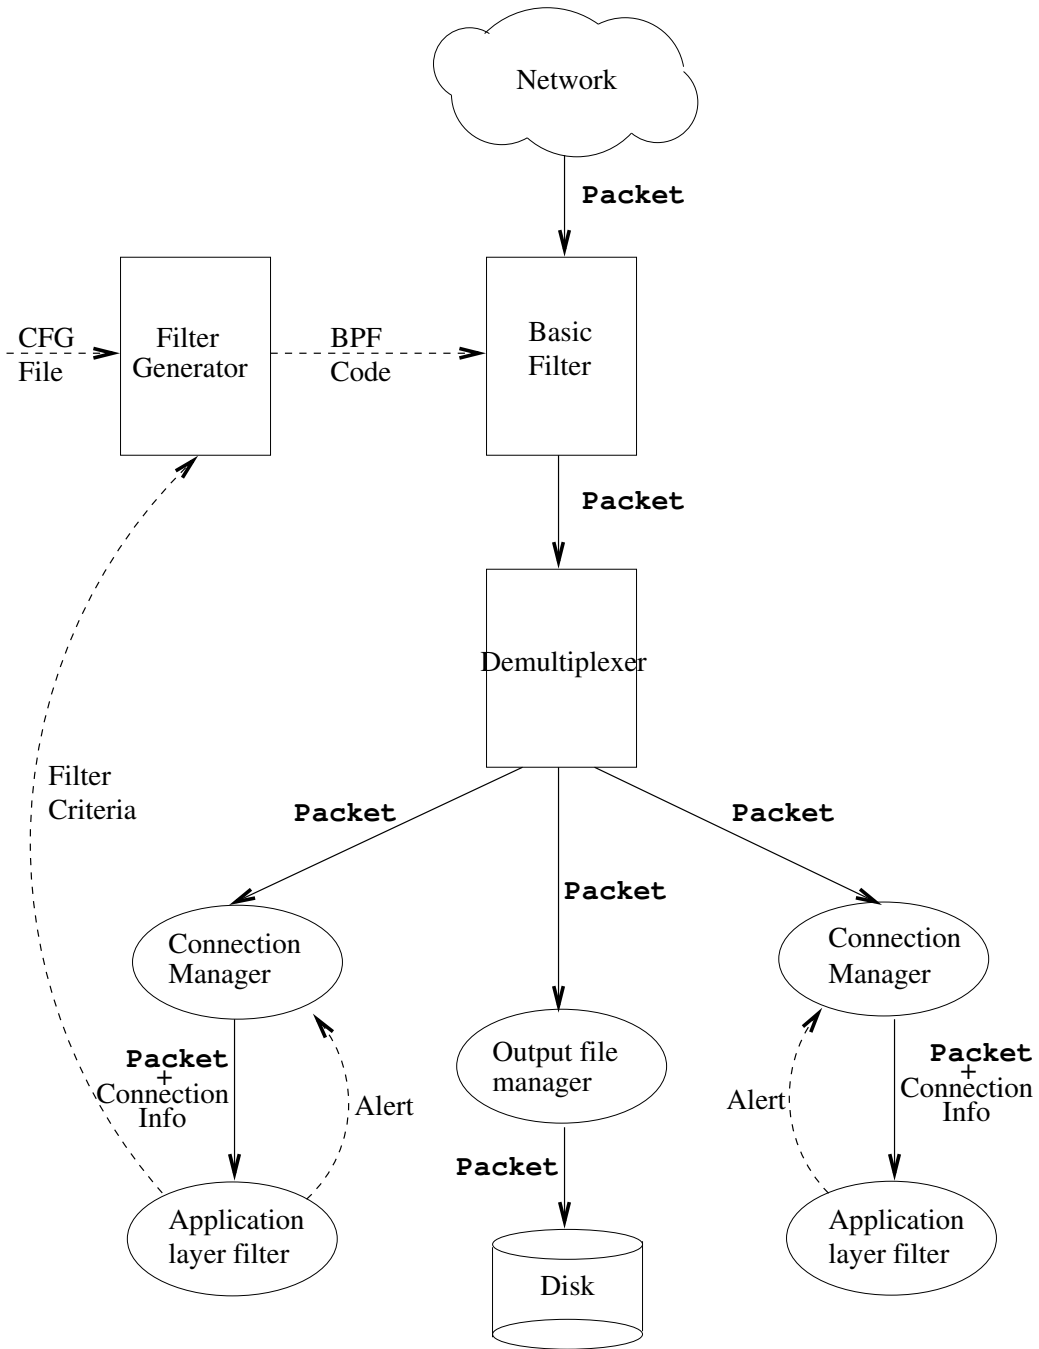 Network
Packet
CFG
File
Filter
Generator
BPF
Code
Basic
Filter
Packet
Demultiplexer
Filter
Criteria
Packet
Packet
Packet
Connection
Manager
Connection
Manager
Packet
+
Connection
Info
Alert
Output file
manager
Alert
Packet
+
Connection
Info
Packet
Application
layer filter
Disk
Application
layer filter